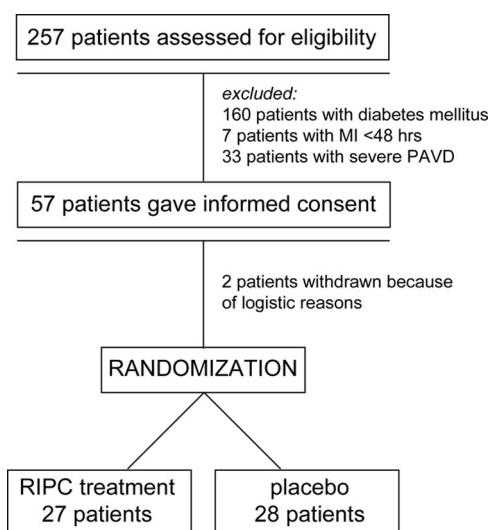 257 patients assessed for eligibility
excluded:
160 patients with diabetes mellitus
7 patients with MI <48 hrs
33 patients with severe PAVD
57 patients gave informed consent
2 patients withdrawn because
of logistic reasons
RANDOMIZATION
RIPC treatment
27 patients
placebo
28 patients